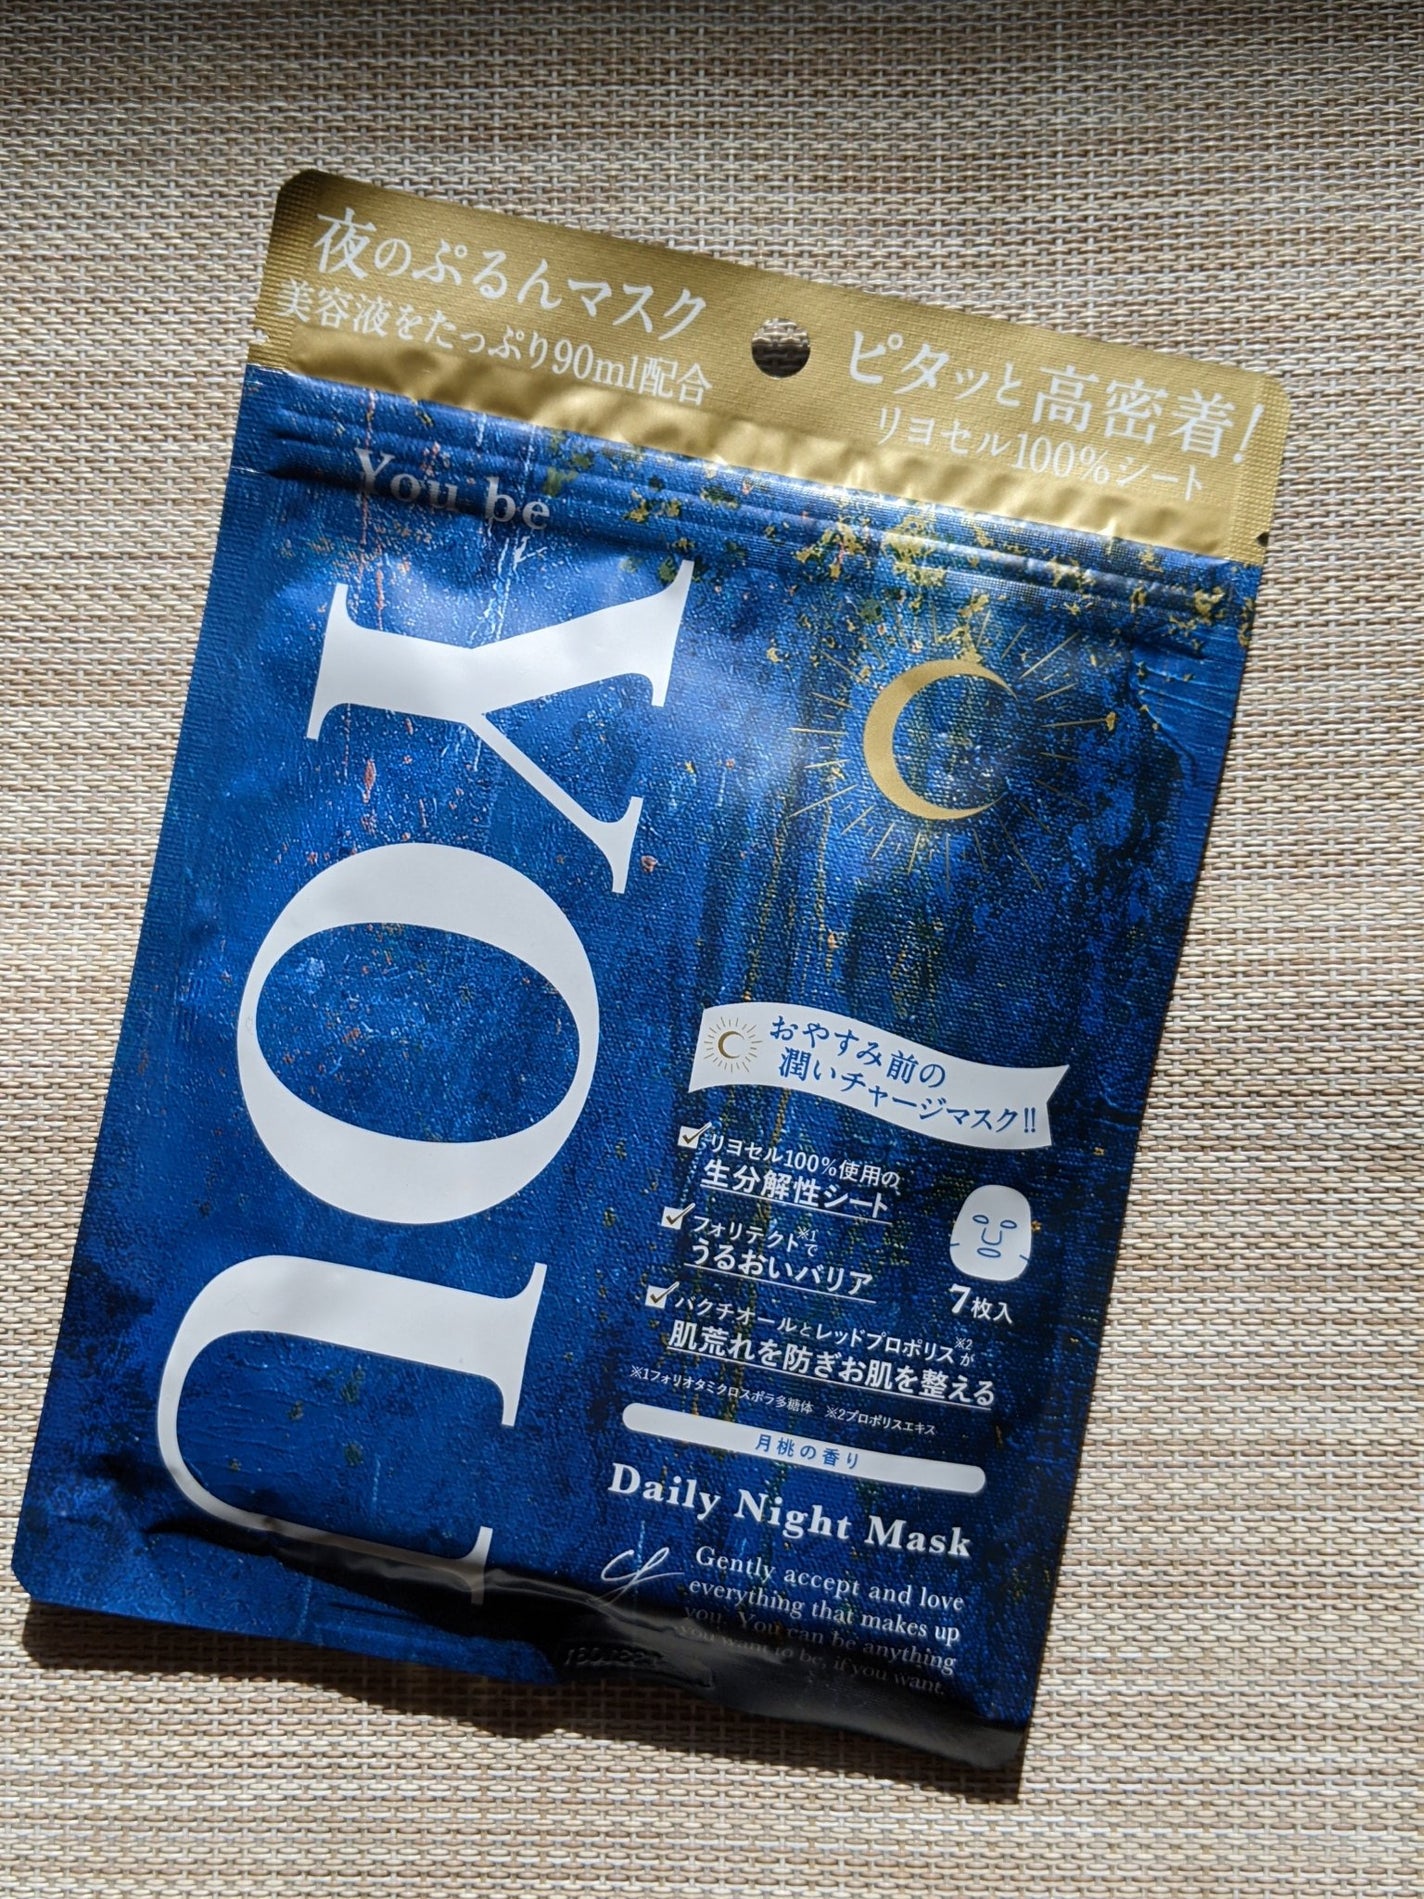 夜のぷるんマスク
美容液をたっぷり90ml配合
ピタッと高密着!
リヨセル100%シート
You be
YOU
おやすみ前の
潤いチャージマスク!!
リヨセル100%使用の
生分解性シート
フォリテクト※1で
うるおいバリア
バクチオールとレッドプロポリス※2が
肌荒れを防ぎお肌を整える
7枚入
※1フォリオタミクロスポラ多糖体 ※2プロポリスエキス
月桃の香り
Daily Night Mask
Gently accept and love
everything that makes up
you. You can be anything
you want to be, if you want.